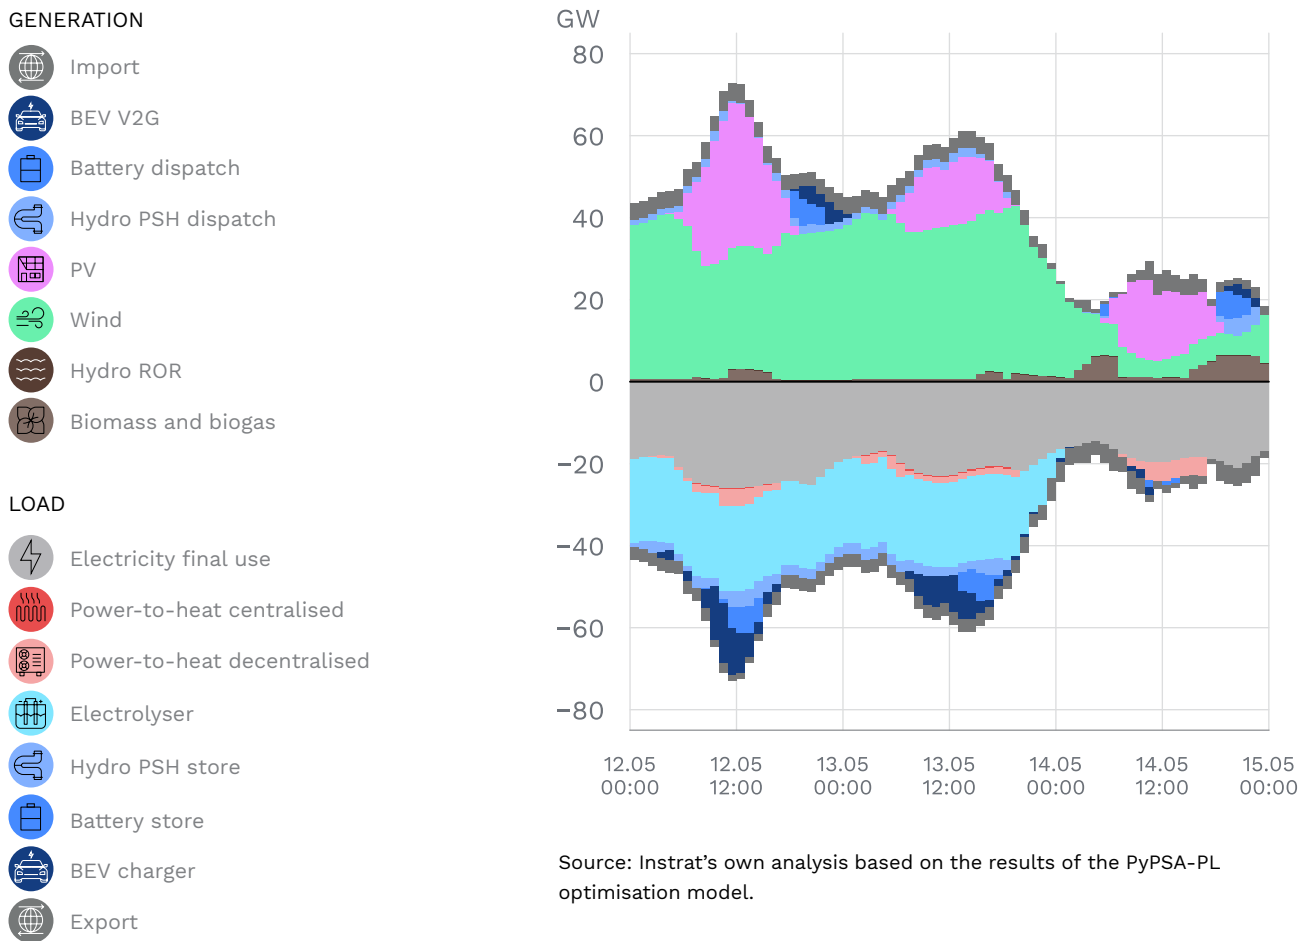 GENERATION
Import
BEV V2G
Battery dispatch
Hydro PSH dispatch
PV
Wind
Hydro ROR
Biomass and biogas
LOAD
Electricity final use
Power-to-heat centralised
Power-to-heat decentralised
Electrolyser
Hydro PSH store
Battery store
BEV charger
Export
GW
80
60
40
20
0
−20
−40
−60
−80
12.05 12.05 13.05 13.05 14.05 14.05 15.05
00:00 12:00 00:00 12:00 00:00 12:00 00:00
Source: Instrat’s own analysis based on the results of the PyPSA-PL
optimisation model.